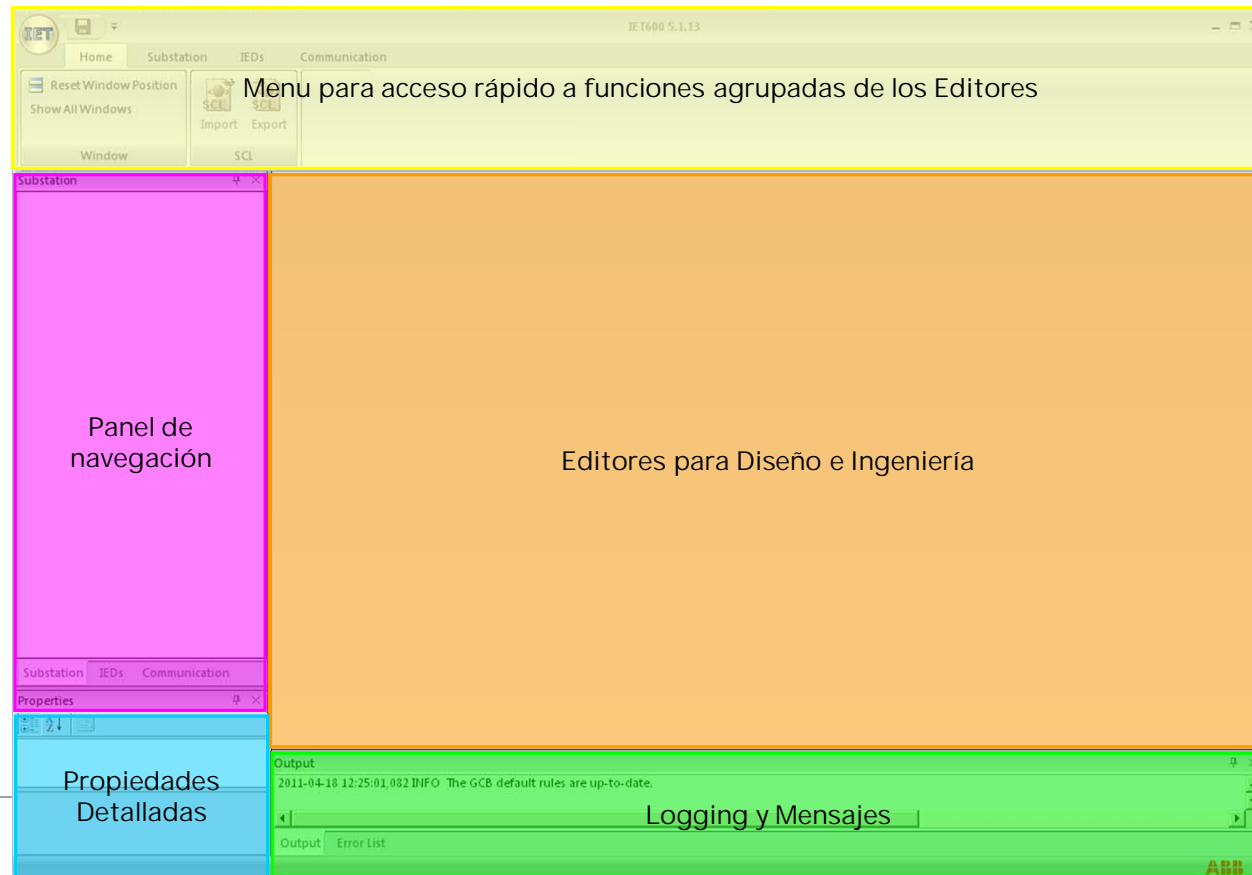 IET
IET600 5.1.13
Home Substation IEDs Communication
Reset Window Position
Show All Windows
Menu para acceso rápido a funciones agrupadas de los Editores
SCL SCL
Import Export
Window SCL
Substation
Panel de
navegación
Editores para Diseño e Ingeniería
Substation IEDs Communication
Properties
Propiedades
Detalladas
Output
2011-04-18 12:25:01,082 INFO The GCB default rules are up-to-date.
Logging y Mensajes
Output Error List
ABB